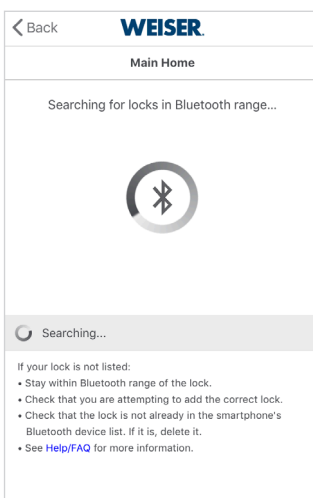 Back
WEISER.
Main Home
Searching for locks in Bluetooth range...
Searching...
If your lock is not listed:
• Stay within Bluetooth range of the lock.
• Check that you are attempting to add the correct lock.
• Check that the lock is not already in the smartphone's
Bluetooth device list. If it is, delete it.
• See Help/FAQ for more information.